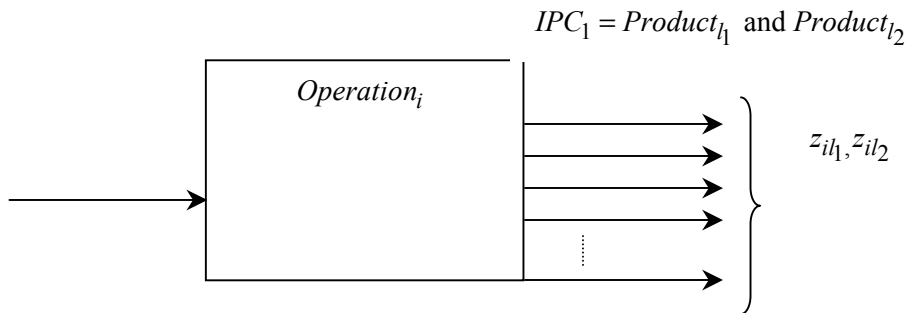 IPC₁ = Productₗ₁ and Productₗ₂
Operationᵢ
zᵢₗ₁, zᵢₗ₂